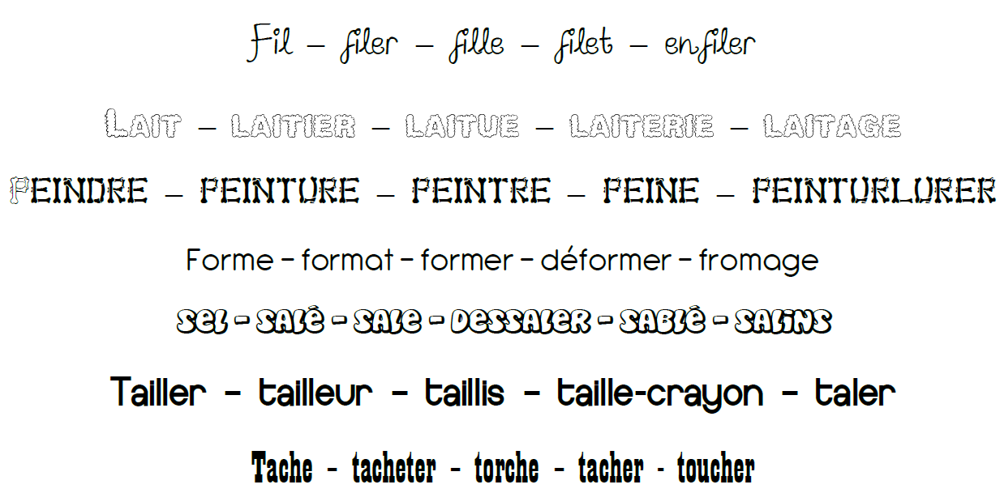 Fil – filer – fille – filet – enfiler
Lait – laitier – laitue – laiterie – laitage
Peindre – peinture – peintre – peine – peinturlurer
Forme – format – former – déformer – fromage
sel – salé – sale – dessaler – sablé – salins
Tailler – tailleur – taillis – taille-crayon – taler
Tache – tacheter – torche – tacher - toucher